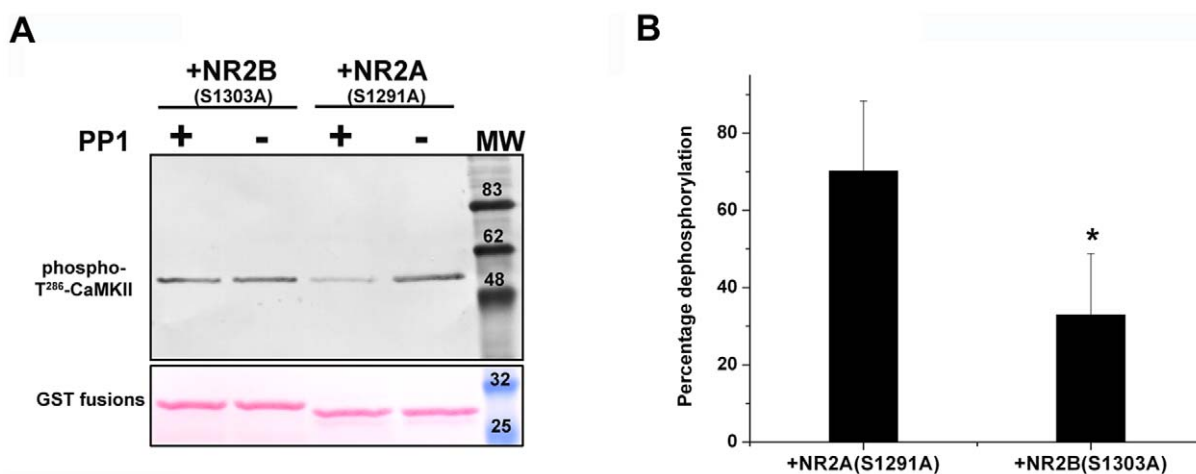 A
+NR2B +NR2A
(S1303A) (S1291A)
PP1 + - + - MW
83
62
phospho-
T²⁸⁶-CaMKII
48
GST fusions
32
25
B
Percentage dephosphorylation
80
60
40
20
0
*
+NR2A(S1291A) +NR2B(S1303A)